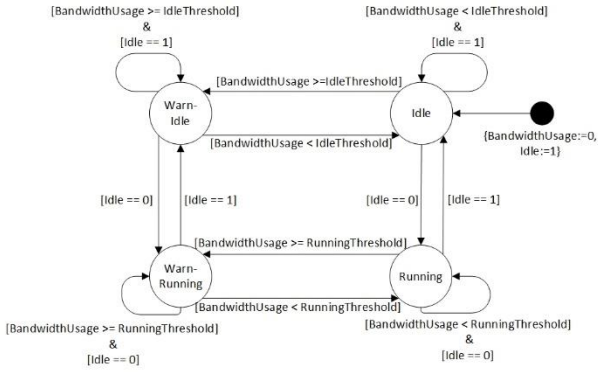 [BandwidthUsage >= IdleThreshold]
&
[Idle == 1]
[BandwidthUsage < IdleThreshold]
&
[Idle == 1]
[BandwidthUsage >=IdleThreshold]
Warn-
Idle
Idle
[BandwidthUsage < IdleThreshold]
{BandwidthUsage:=0,
Idle:=1}
[Idle == 0]
[Idle == 1]
[Idle == 0]
[Idle == 1]
[BandwidthUsage >= RunningThreshold]
Warn-
Running
Running
[BandwidthUsage < RunningThreshold]
[BandwidthUsage >= RunningThreshold]
&
[Idle == 0]
[BandwidthUsage < RunningThreshold]
&
[Idle == 0]